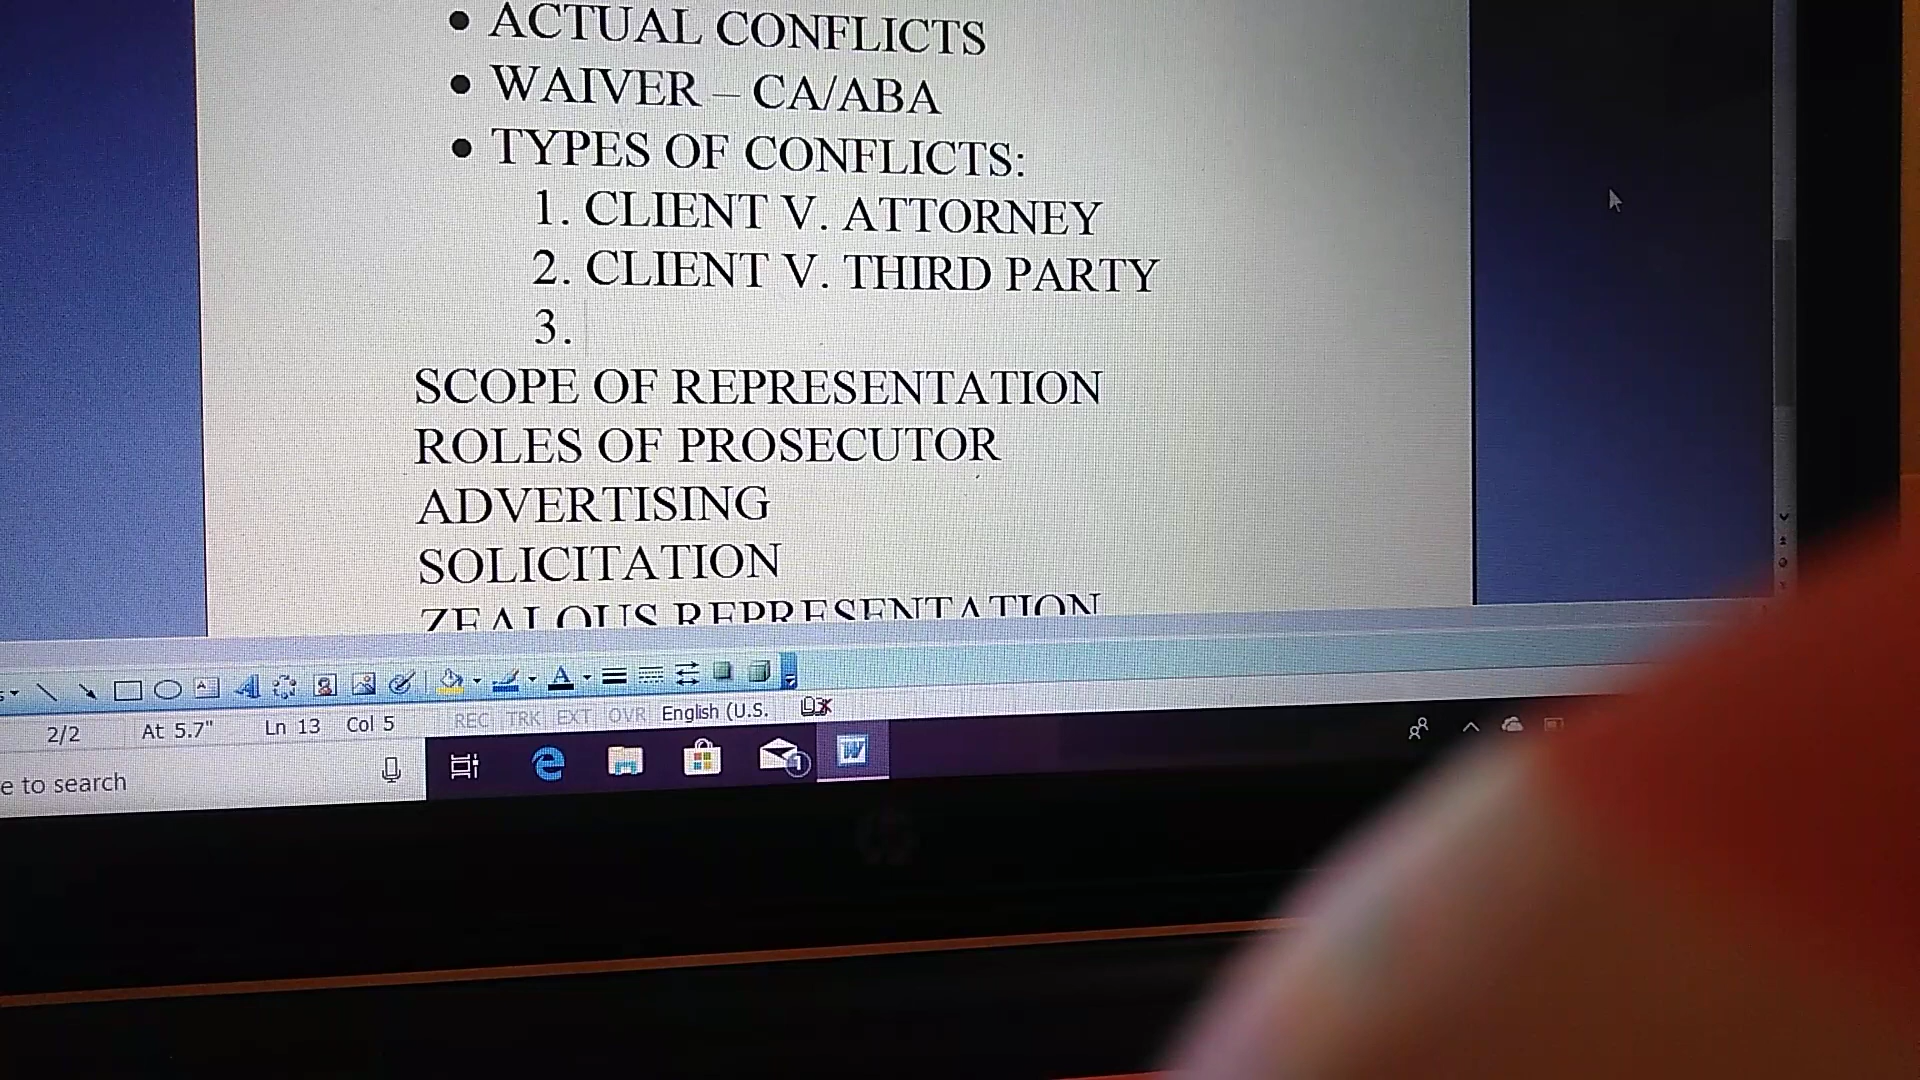 • ACTUAL CONFLICTS
• WAIVER – CA/ABA
• TYPES OF CONFLICTS:
1. CLIENT V. ATTORNEY
2. CLIENT V. THIRD PARTY
3.
SCOPE OF REPRESENTATION
ROLES OF PROSECUTOR
ADVERTISING
SOLICITATION
ZEALOUS REPRESENTATION
2/2 At 5.7" Ln 13 Col 5 REC TRK EXT OVR English (U.S.
e to search